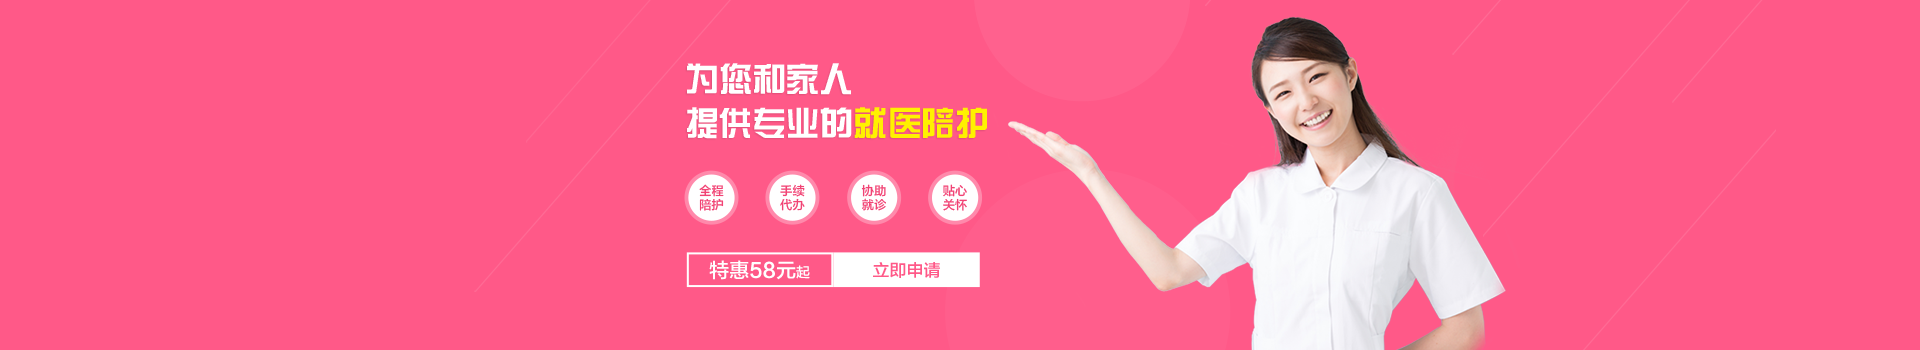 为您和家人
提供专业的就医陪护
全程
陪护
手续
代办
协助
就诊
贴心
关怀
特惠58元起
立即申请